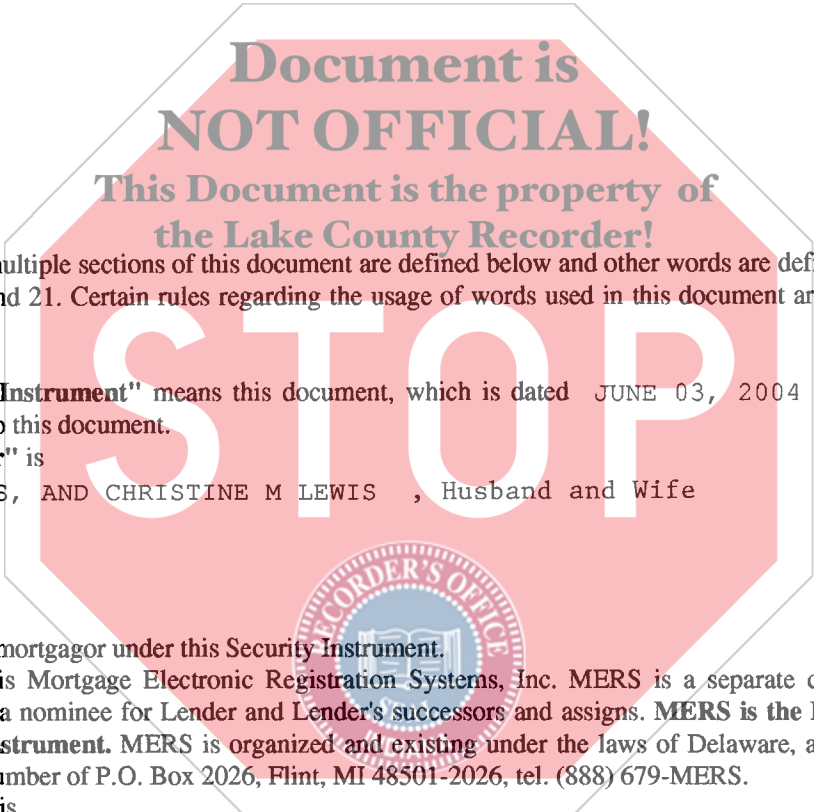 Document is
NOT OFFICIAL!
This Document is the property of
the Lake County Recorder!
ultiple sections of this document are defined below and other words are defi
nd 21. Certain rules regarding the usage of words used in this document ar
STOP
Instrument" means this document, which is dated JUNE 03, 2004
o this document.
r" is
S, AND CHRISTINE M LEWIS , Husband and Wife
RECORDER'S OFFICE
mortgagor under this Security Instrument.
is Mortgage Electronic Registration Systems, Inc. MERS is a separate c
a nominee for Lender and Lender's successors and assigns. MERS is the
strument. MERS is organized and existing under the laws of Delaware, a
umber of P.O. Box 2026, Flint, MI 48501-2026, tel. (888) 679-MERS.
is